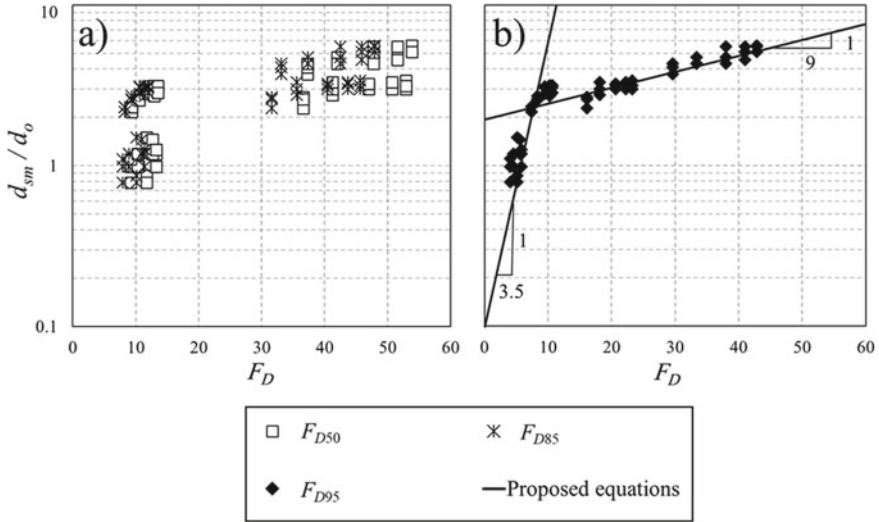 a)
b)
10
1
0.1
d_sm / d_o
0 10 20 30 40 50 60
F_D
1
9
1
3.5
0 10 20 30 40 50 60
F_D
F_D50
F_D85
F_D95
Proposed equations